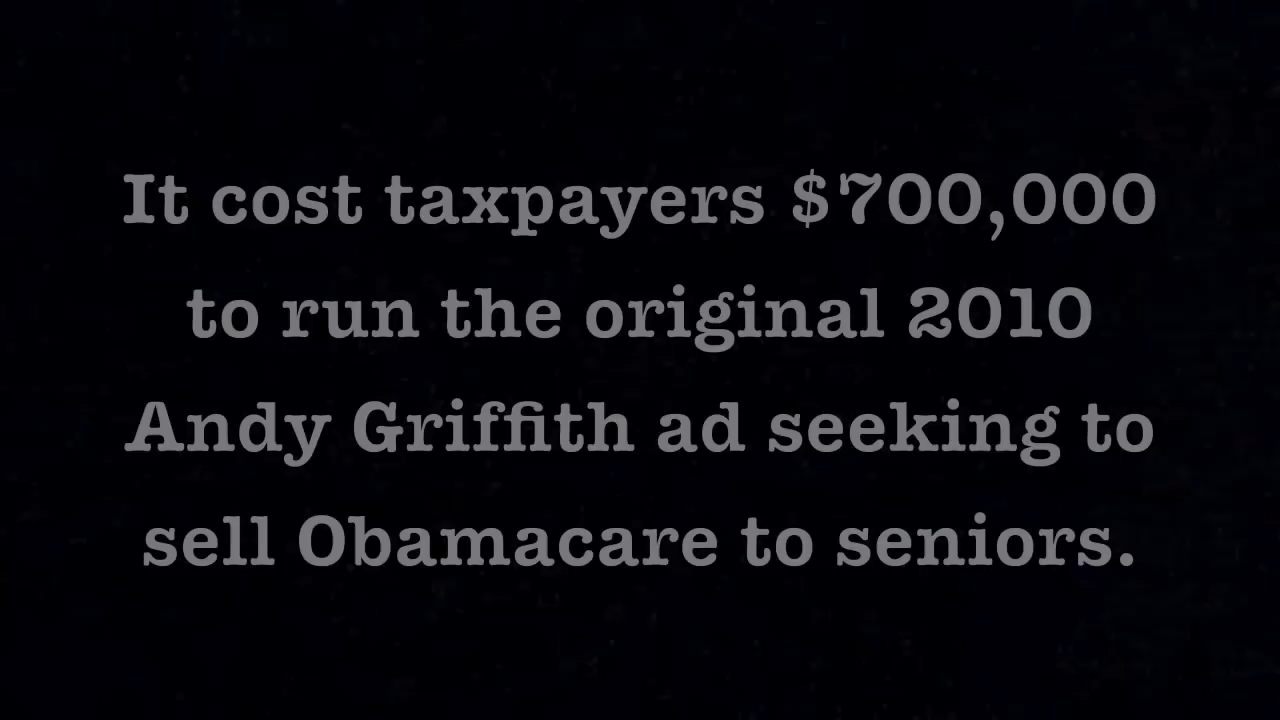 It cost taxpayers $700,000
to run the original 2010
Andy Griffith ad seeking to
sell Obamacare to seniors.